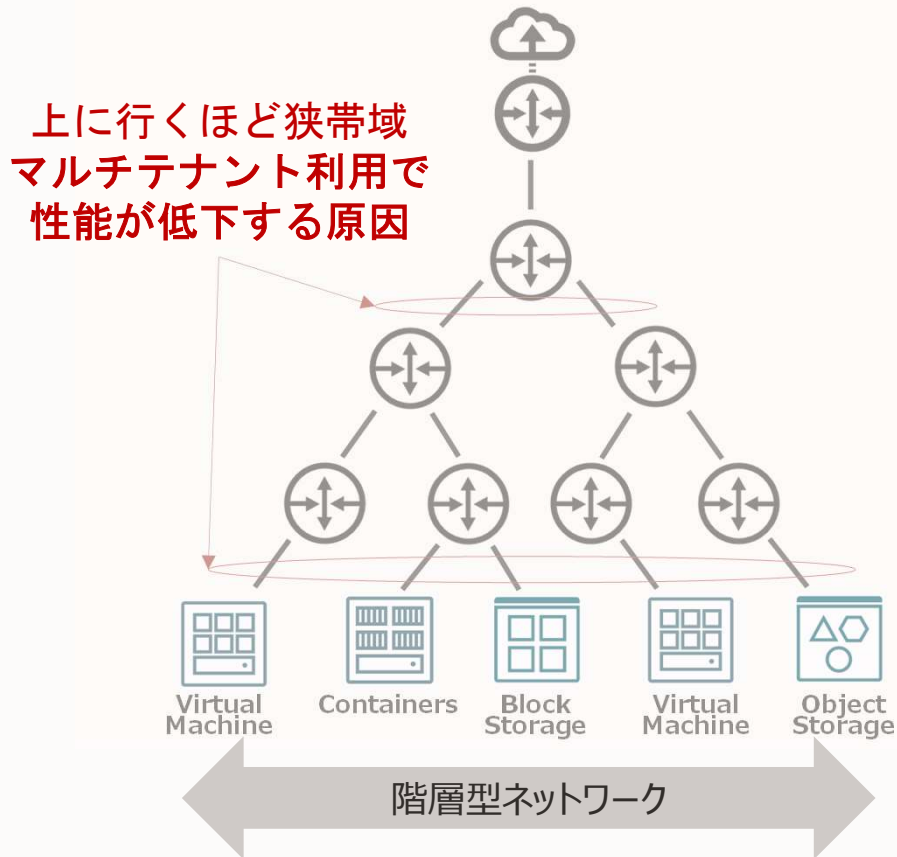 上に行くほど狭帯域
マルチテナント利用で
性能が低下する原因
Virtual
Machine
Containers
Block
Storage
Virtual
Machine
Object
Storage
階層型ネットワーク